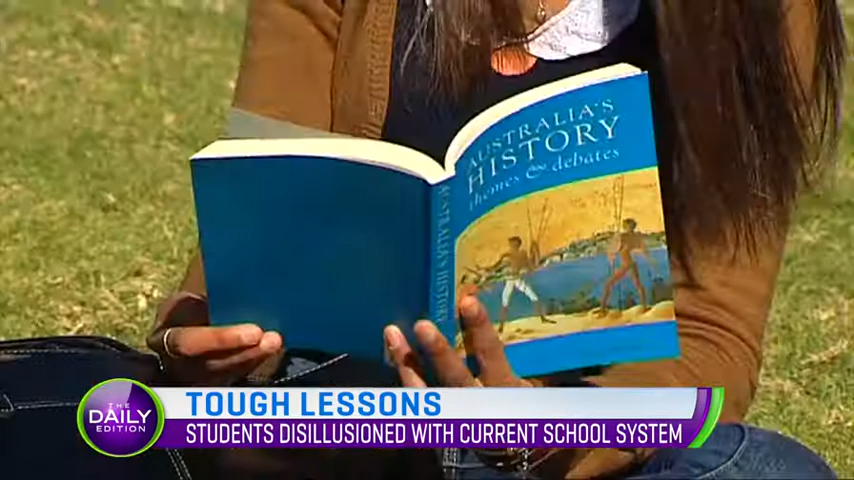 AUSTRALIA'S
HISTORY
themes & debates
AUSTRALIA'S HISTORY
THE
DAILY
EDITION
TOUGH LESSONS
STUDENTS DISILLUSIONED WITH CURRENT SCHOOL SYSTEM